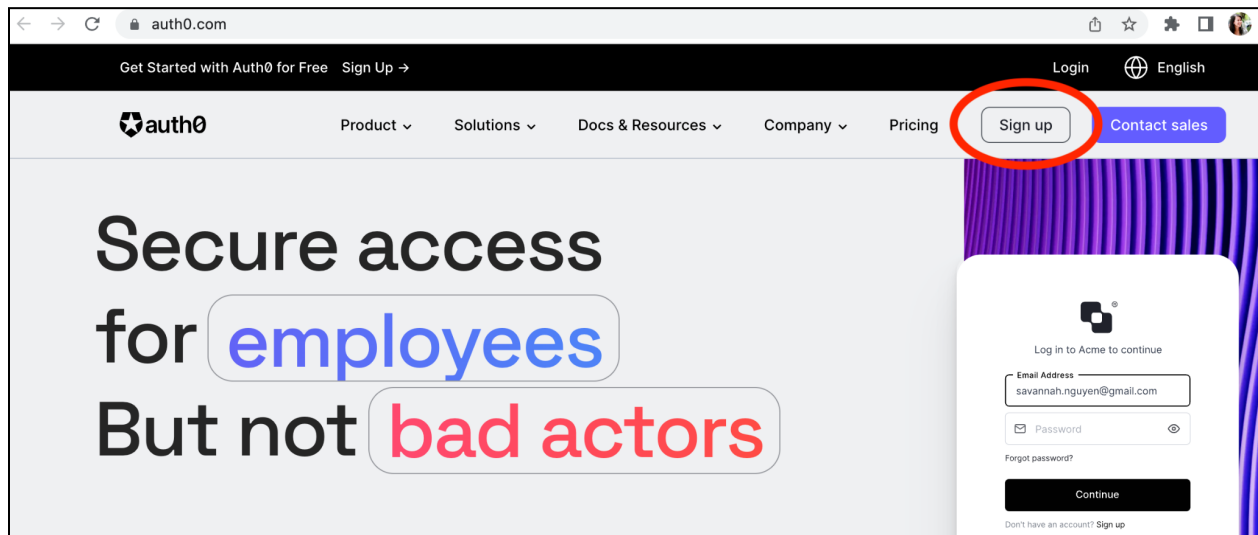 auth0.com
Get Started with Auth0 for Free Sign Up →
Login English
auth0 Product Solutions Docs & Resources Company Pricing Sign up Contact sales
Secure access
for employees
But not bad actors
®
Log in to Acme to continue
Email Address
savannah.nguyen@gmail.com
Password
Forgot password?
Continue
Don't have an account? Sign up